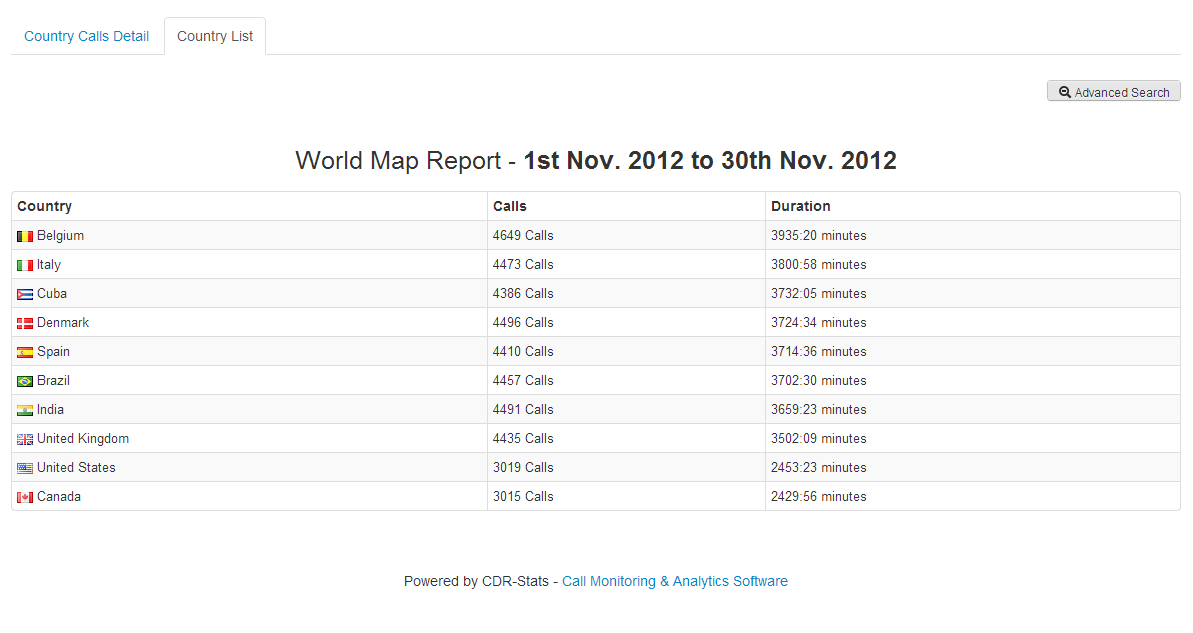 Country Calls Detail Country List
Advanced Search
World Map Report - 1st Nov. 2012 to 30th Nov. 2012
Country Calls Duration
Belgium 4649 Calls 3935:20 minutes
Italy 4473 Calls 3800:58 minutes
Cuba 4386 Calls 3732:05 minutes
Denmark 4496 Calls 3724:34 minutes
Spain 4410 Calls 3714:36 minutes
Brazil 4457 Calls 3702:30 minutes
India 4491 Calls 3659:23 minutes
United Kingdom 4435 Calls 3502:09 minutes
United States 3019 Calls 2453:23 minutes
Canada 3015 Calls 2429:56 minutes
Powered by CDR-Stats - Call Monitoring & Analytics Software